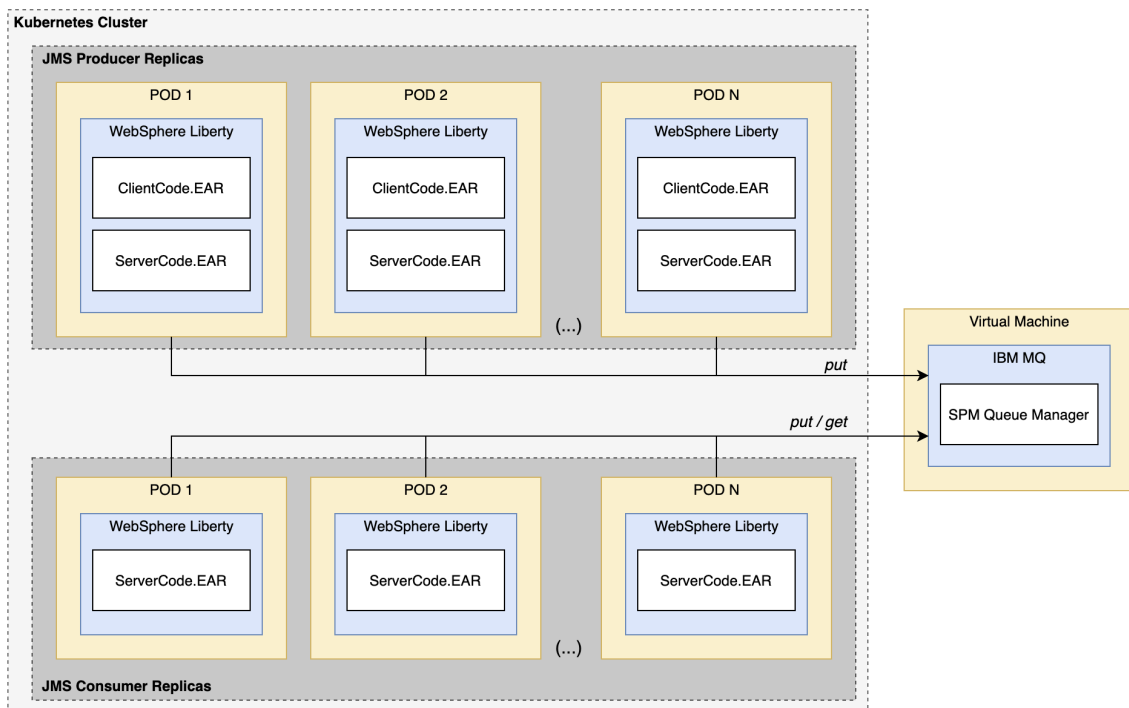 Kubernetes Cluster
JMS Producer Replicas
POD 1
WebSphere Liberty
ClientCode.EAR
ServerCode.EAR
POD 2
WebSphere Liberty
ClientCode.EAR
ServerCode.EAR
(...)
POD N
WebSphere Liberty
ClientCode.EAR
ServerCode.EAR
put
Virtual Machine
IBM MQ
SPM Queue Manager
put / get
POD 1
WebSphere Liberty
ServerCode.EAR
POD 2
WebSphere Liberty
ServerCode.EAR
(...)
POD N
WebSphere Liberty
ServerCode.EAR
JMS Consumer Replicas